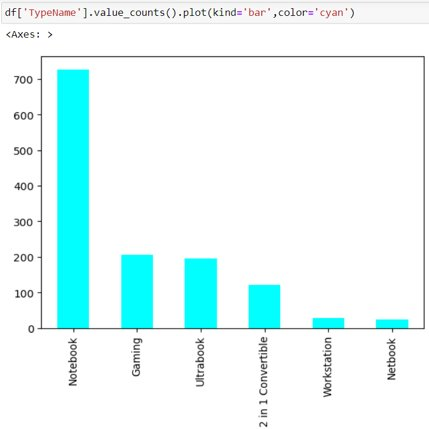 df['TypeName'].value_counts().plot(kind='bar',color='cyan')
<Axes: >
700
600
500
400
300
200
100
0
Notebook
Gaming
Ultrabook
2 in 1 Convertible
Workstation
Netbook